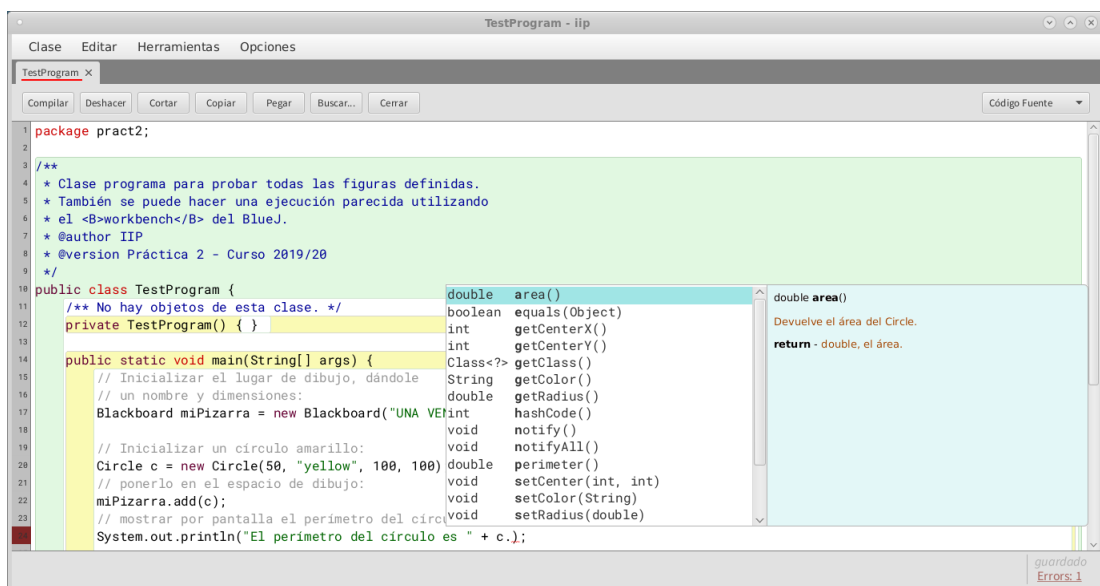 TestProgram - iip
Clase Editar Herramientas Opciones
TestProgram
Compilar Deshacer Cortar Copiar Pegar Buscar... Cerrar Código Fuente
1 package pract2;
2
3 /**
4 * Clase programa para probar todas las figuras definidas.
5 * También se puede hacer una ejecución parecida utilizando
6 * el <B>workbench</B> del BlueJ.
7 * @author IIP
8 * @version Práctica 2 - Curso 2019/20
9 */
10 public class TestProgram {
11 /** No hay objetos de esta clase. */
12 private TestProgram() { }
13
14 public static void main(String[] args) {
15 // Inicializar el lugar de dibujo, dándole
16 // un nombre y dimensiones:
17 Blackboard miPizarra = new Blackboard("UNA VEN
18
19 // Inicializar un círculo amarillo:
20 Circle c = new Circle(50, "yellow", 100, 100)
21 // ponerlo en el espacio de dibujo:
22 miPizarra.add(c);
23 // mostrar por pantalla el perímetro del círcu
System.out.println("El perímetro del círculo es " + c.);
double area()
boolean equals(Object)
int getCenterX()
int getCenterY()
Class<?> getClass()
String getColor()
double getRadius()
int hashCode()
void notify()
void notifyAll()
double perimeter()
void setCenter(int, int)
void setColor(String)
void setRadius(double)
double area()
Devuelve el área del Circle.
return - double, el área.
guardado
Errors: 1